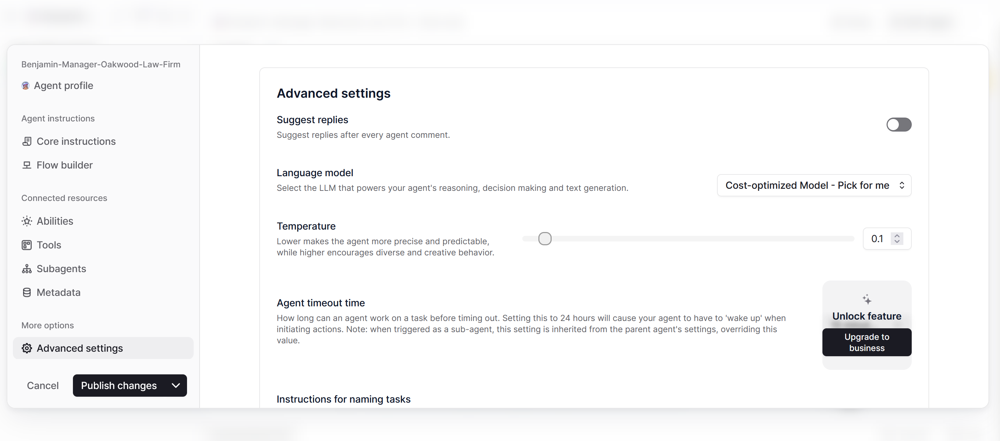 Benjamin-Manager-Oakwood-Law-Firm
Agent profile
Agent instructions
Core instructions
Flow builder
Connected resources
Abilities
Tools
Subagents
Metadata
More options
Advanced settings
Cancel
Publish changes
Advanced settings
Suggest replies
Suggest replies after every agent comment.
Language model
Select the LLM that powers your agent's reasoning, decision making and text generation.
Cost-optimized Model - Pick for me
Temperature
Lower makes the agent more precise and predictable,
while higher encourages diverse and creative behavior.
0.1
Agent timeout time
How long can an agent work on a task before timing out. Setting this to 24 hours will cause your agent to have to 'wake up' when
initiating actions. Note: when triggered as a sub-agent, this setting is inherited from the parent agent's settings, overriding this
value.
Unlock feature
Upgrade to
business
Instructions for naming tasks